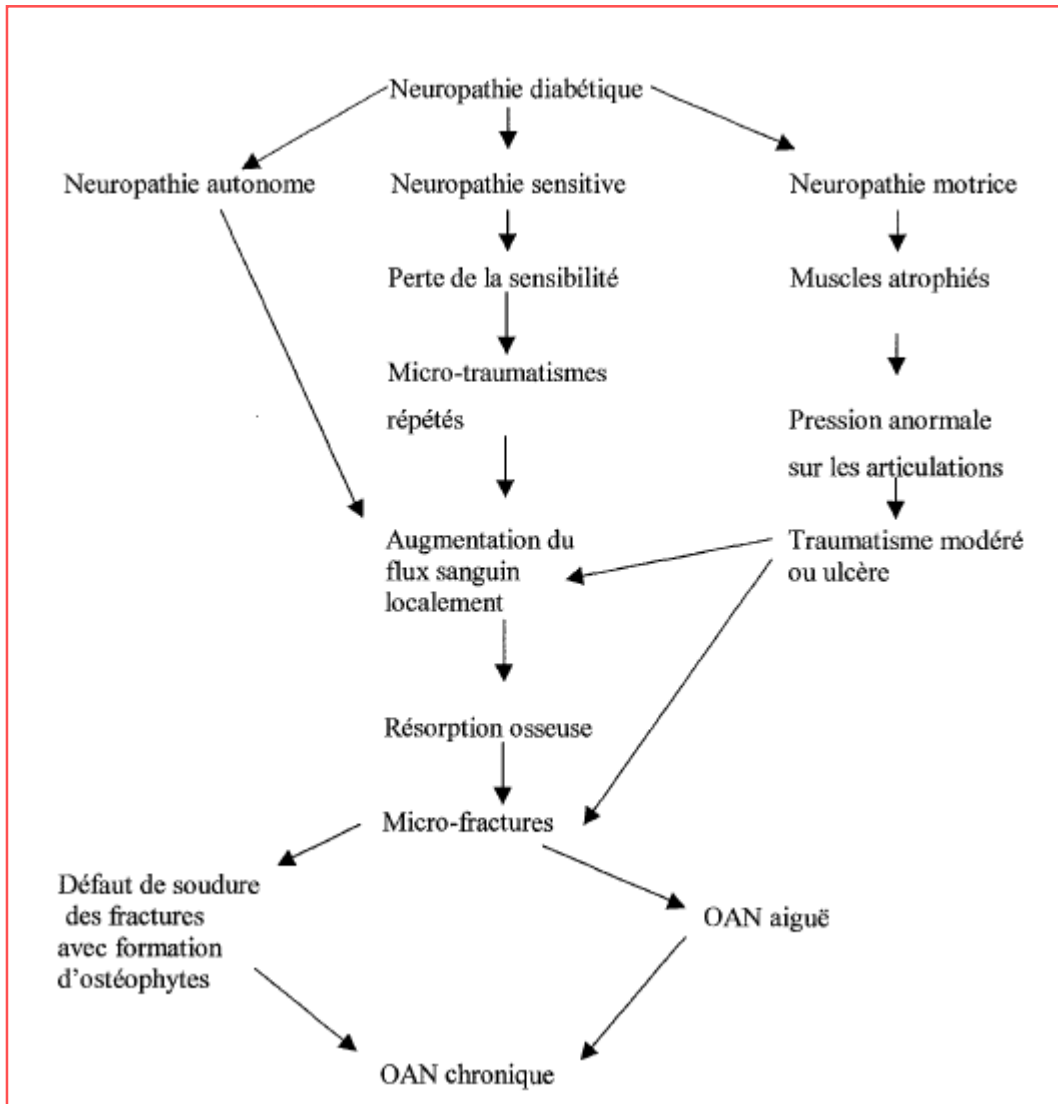 Neuropathie diabétique
Neuropathie autonome
Neuropathie sensitive
Neuropathie motrice
Perte de la sensibilité
Muscles atrophiés
Micro-traumatismes
répétés
Pression anormale
sur les articulations
Augmentation du
flux sanguin
localement
Traumatisme modéré
ou ulcère
Résorption osseuse
Micro-fractures
Défaut de soudure
des fractures
avec formation
d'ostéophytes
OAN aiguë
OAN chronique